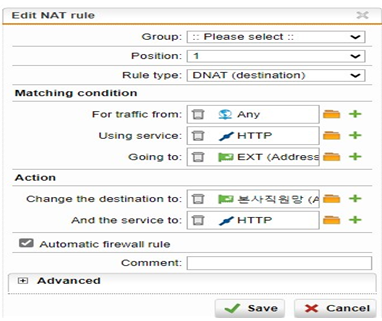 Edit NAT rule
Group: :: Please select ::
Position: 1
Rule type: DNAT (destination)
Matching condition
For traffic from: Any
Using service: HTTP
Going to: EXT (Address
Action
Change the destination to: 본사직원망 (A
And the service to: HTTP
Automatic firewall rule
Comment:
Advanced
Save Cancel